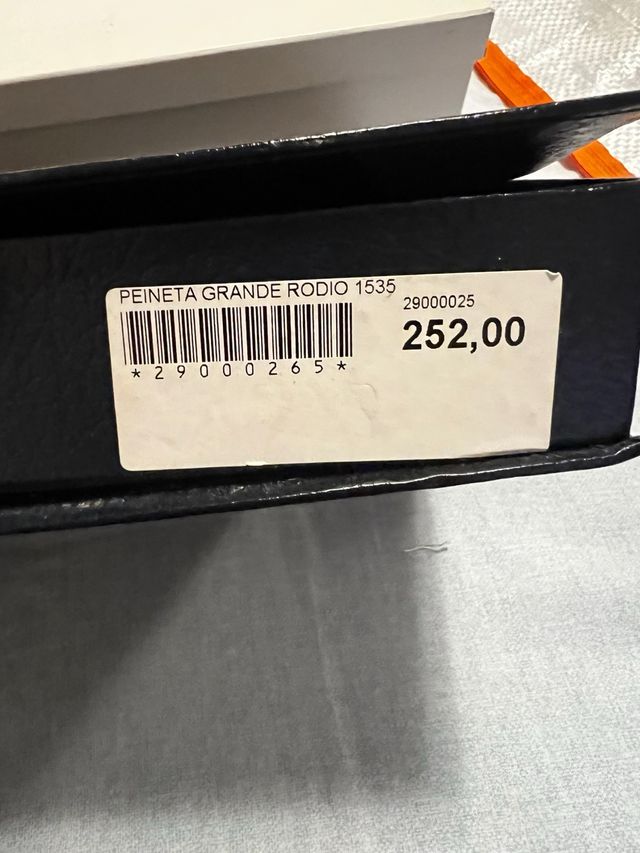 PEINETA GRANDE RODIO 1535
29000025
252,00
*29000265*